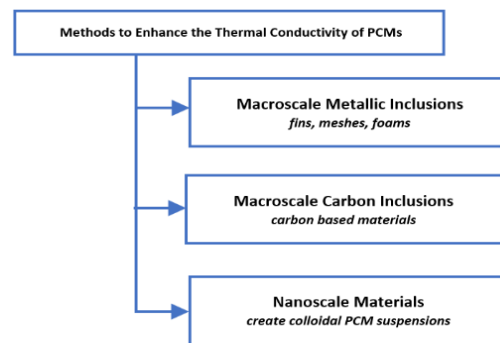 Methods to Enhance the Thermal Conductivity of PCMs
Macroscale Metallic Inclusions
fins, meshes, foams
Macroscale Carbon Inclusions
carbon based materials
Nanoscale Materials
create colloidal PCM suspensions